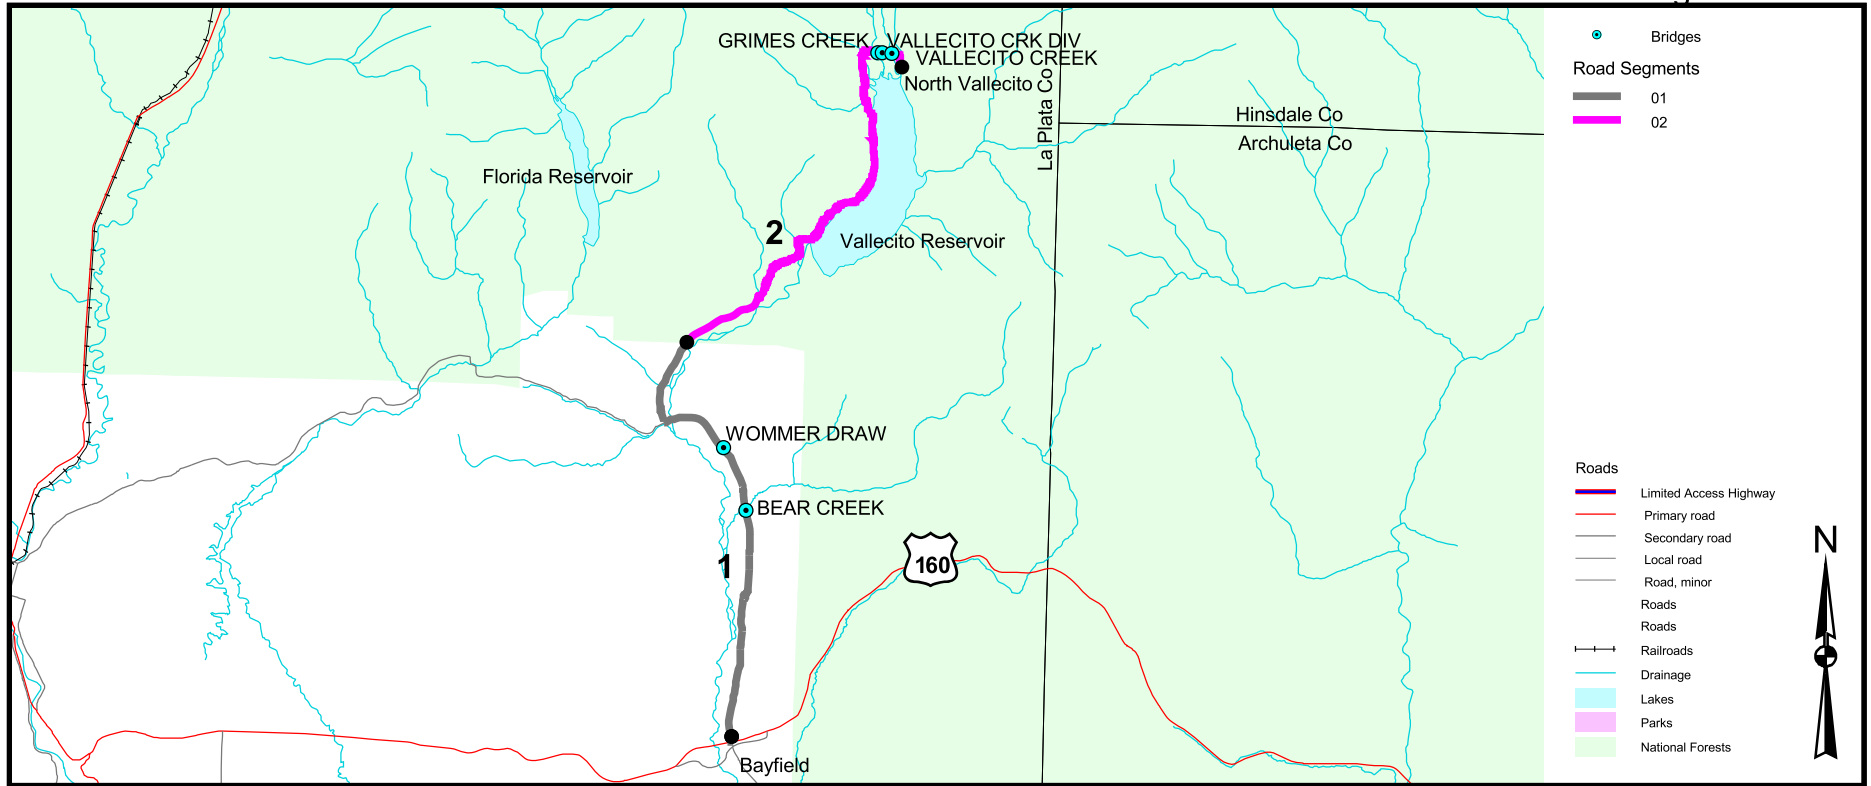 GRIMES CREEK
VALLECITO CRK DIV
VALLECITO CREEK
North Vallecito
La Plata Co
Hinsdale Co
Archuleta Co
Florida Reservoir
2
Vallecito Reservoir
WOMMER DRAW
BEAR CREEK
1
160
Bayfield
Bridges
Road Segments
01
02
Roads
Limited Access Highway
Primary road
Secondary road
Local road
Road, minor
Roads
Roads
Railroads
Drainage
Lakes
Parks
National Forests
N